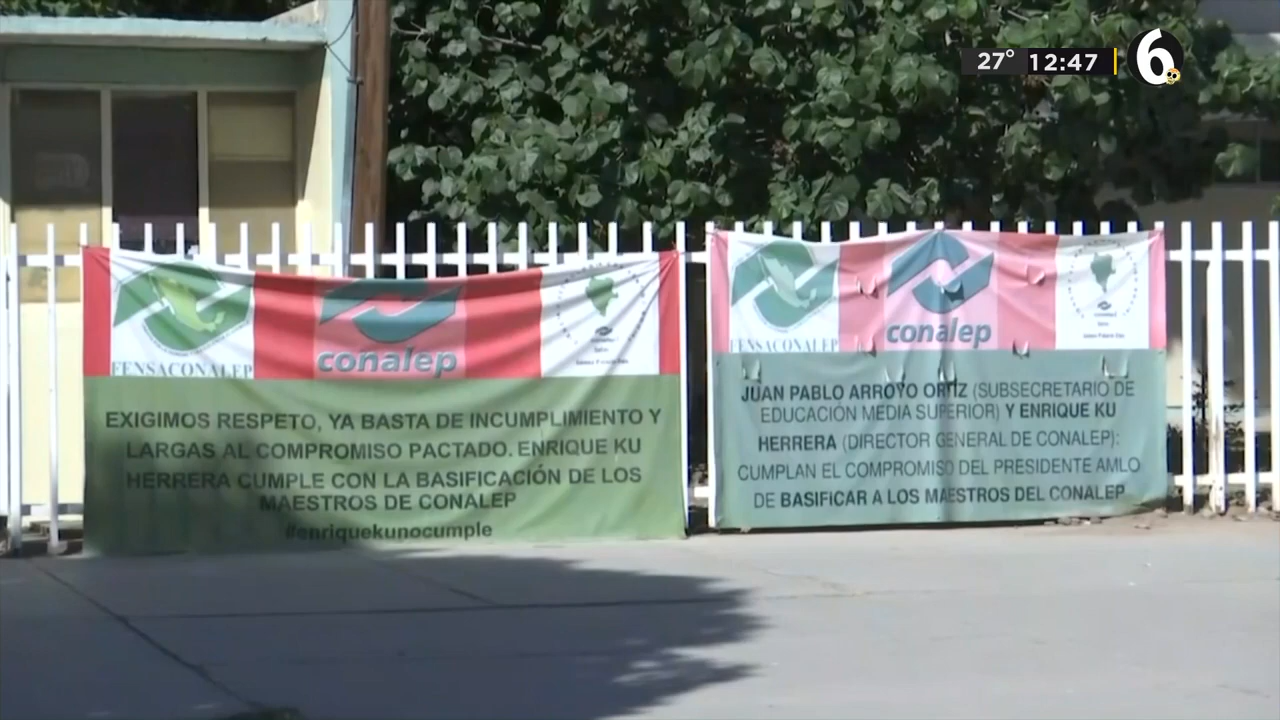 27° 12:47 6
FENSACONALEP
conalep
EXIGIMOS RESPETO, YA BASTA DE INCUMPLIMIENTO Y
LARGAS AL COMPROMISO PACTADO. ENRIQUE KU
HERRERA CUMPLE CON LA BASIFICACIÓN DE LOS
MAESTROS DE CONALEP
#enriquekunocumple
FENSACONALEP
conalep
JUAN PABLO ARROYO ORTIZ (SUBSECRETARIO DE
EDUCACIÓN MEDIA SUPERIOR) Y ENRIQUE KU
HERRERA (DIRECTOR GENERAL DE CONALEP):
CUMPLAN EL COMPROMISO DEL PRESIDENTE AMLO
DE BASIFICAR A LOS MAESTROS DEL CONALEP